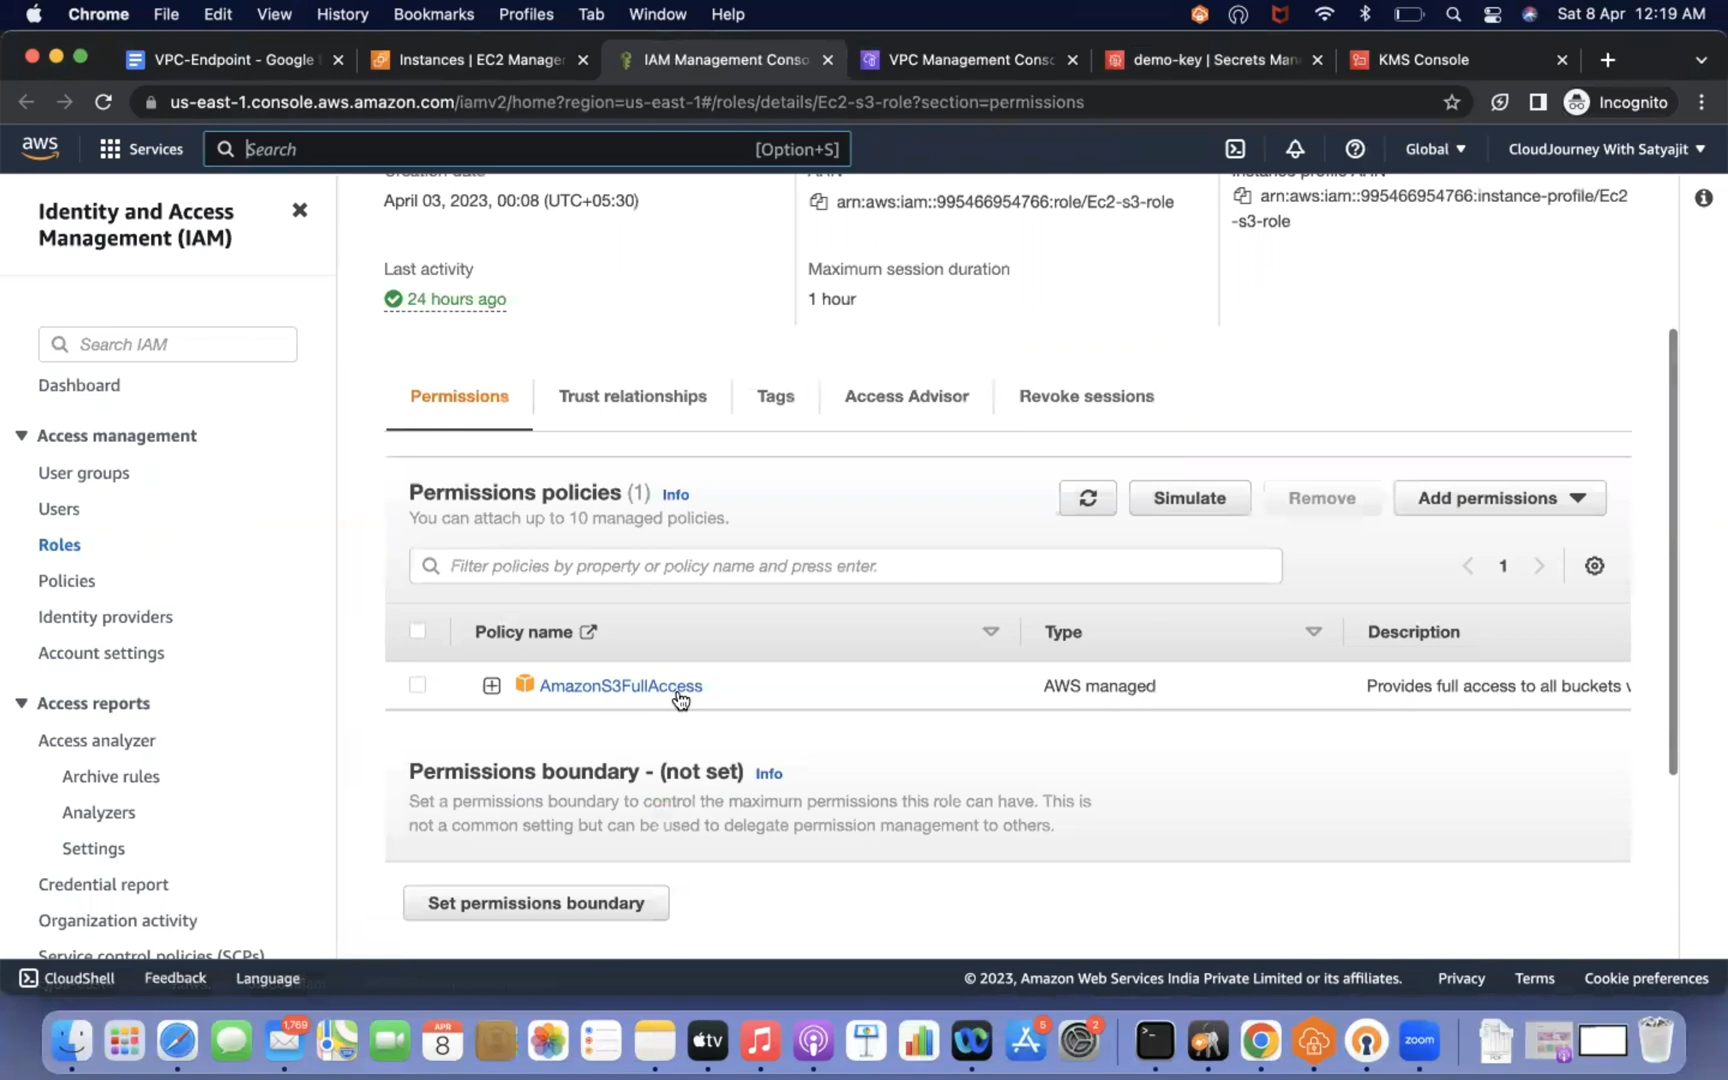 Chrome File Edit View History Bookmarks Profiles Tab Window Help Sat 8 Apr 12:19 AM
VPC-Endpoint - Google Instances | EC2 Manager IAM Management Conso VPC Management Conso demo-key | Secrets Man KMS Console
us-east-1.console.aws.amazon.com/iamv2/home?region=us-east-1#/roles/details/Ec2-s3-role?section=permissions Incognito
aws Services Search [Option+S] Global CloudJourney With Satyajit
Identity and Access
Management (IAM)
Search IAM
Dashboard
Access management
User groups
Users
Roles
Policies
Identity providers
Account settings
Access reports
Access analyzer
Archive rules
Analyzers
Settings
Credential report
Organization activity
Service control policies (SCPs)
Creation date
April 03, 2023, 00:08 (UTC+05:30)
ARN
arn:aws:iam::995466954766:role/Ec2-s3-role
Instance profile ARN
arn:aws:iam::995466954766:instance-profile/Ec2
-s3-role
Last activity
24 hours ago
Maximum session duration
1 hour
Permissions Trust relationships Tags Access Advisor Revoke sessions
Permissions policies (1) Info
You can attach up to 10 managed policies.
Simulate Remove Add permissions
Filter policies by property or policy name and press enter.
1
Policy name Type Description
AmazonS3FullAccess AWS managed Provides full access to all buckets v
Permissions boundary - (not set) Info
Set a permissions boundary to control the maximum permissions this role can have. This is
not a common setting but can be used to delegate permission management to others.
Set permissions boundary
CloudShell Feedback Language © 2023, Amazon Web Services India Private Limited or its affiliates. Privacy Terms Cookie preferences
1,769 APR 8 tv 5 2 zoom